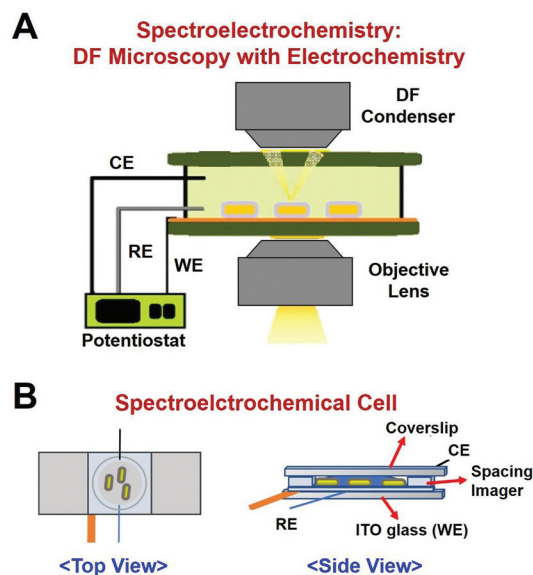 A
Spectroelectrochemistry:
DF Microscopy with Electrochemistry
DF
Condenser
CE
RE
WE
Objective
Lens
Potentiostat
B
Spectroelctrochemical Cell
Coverslip
CE
Spacing
Imager
RE
ITO glass (WE)
<Top View>
<Side View>